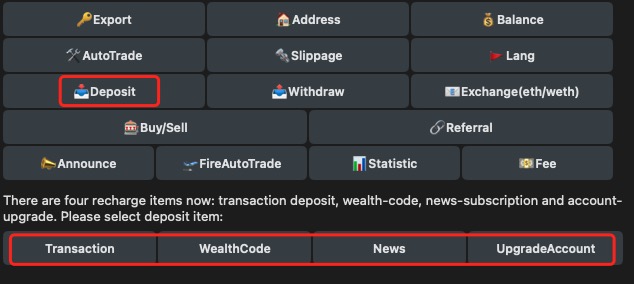 Export Address Balance
AutoTrade Slippage Lang
Deposit Withdraw Exchange(eth/weth)
Buy/Sell Referral
Announce FireAutoTrade Statistic Fee
There are four recharge items now: transaction deposit, wealth-code, news-subscription and account-
upgrade. Please select deposit item:
Transaction WealthCode News UpgradeAccount